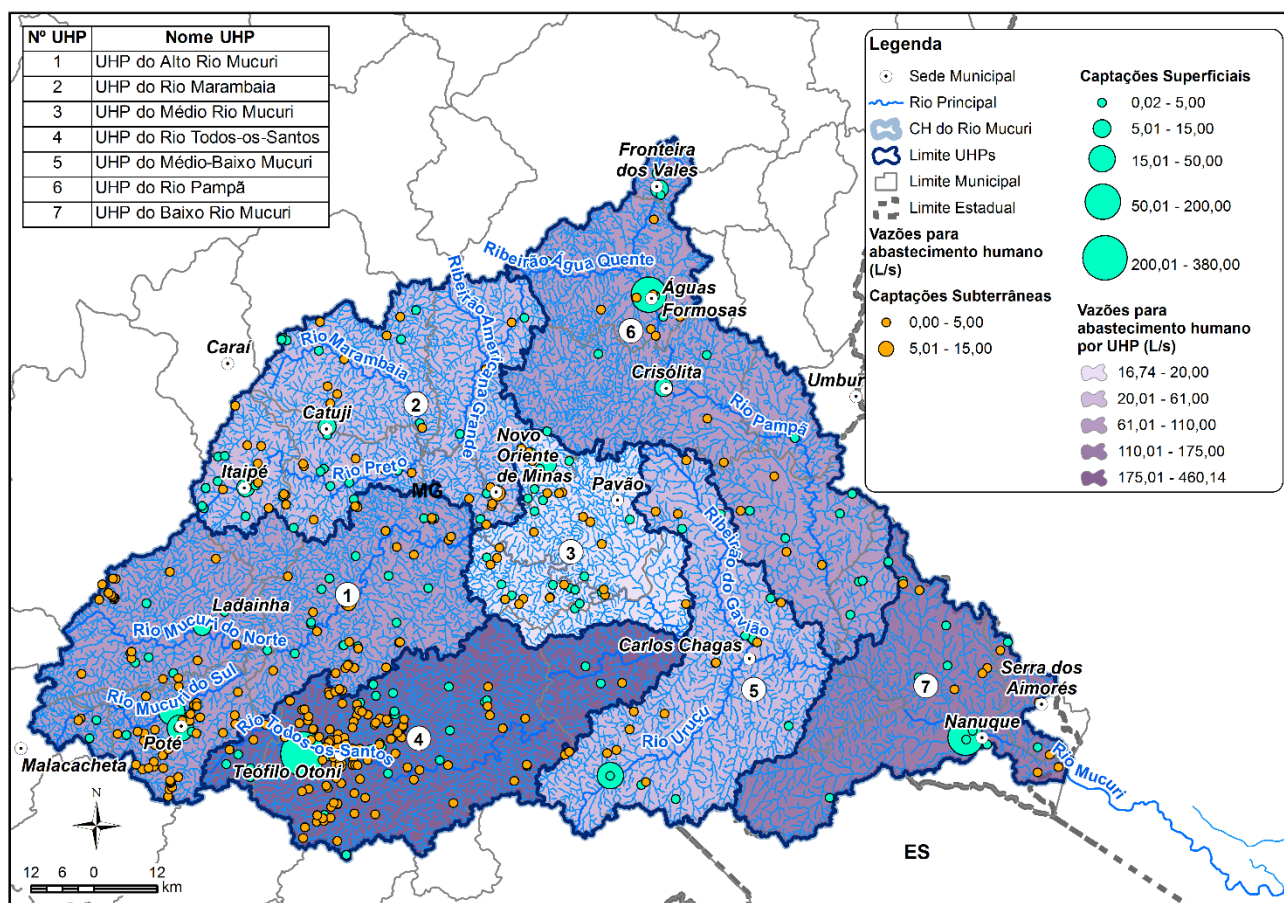 Nº UHP Nome UHP
1 UHP do Alto Rio Mucuri
2 UHP do Rio Marambaia
3 UHP do Médio Rio Mucuri
4 UHP do Rio Todos-os-Santos
5 UHP do Médio-Baixo Mucuri
6 UHP do Rio Pampã
7 UHP do Baixo Rio Mucuri
Legenda
Sede Municipal
Rio Principal
CH do Rio Mucuri
Limite UHPs
Limite Municipal
Limite Estadual
Vazões para
abastecimento humano
(L/s)
Captações Subterrâneas
0,00 - 5,00
5,01 - 15,00
Captações Superficiais
0,02 - 5,00
5,01 - 15,00
15,01 - 50,00
50,01 - 200,00
200,01 - 380,00
Vazões para
abastecimento humano
por UHP (L/s)
16,74 - 20,00
20,01 - 61,00
61,01 - 110,00
110,01 - 175,00
175,01 - 460,14
Fronteira
dos Vales
Ribeirão Água Quente
Águas
Formosas
6
Ribeirão Americana Grande
Caraí
Rio Marambaia
Crisólita
Umbur
2
Rio Pampã
Catuji
Novo
Oriente
de Minas
Itaipé
Rio Preto
MG
Pavão
Ribeirão do Gavião
3
1
Ladainha
Rio Mucuri do Norte
Carlos Chagas
Rio Mucuri do Sul
5
7
Serra dos
Aimorés
Poté
Rio Todos-os-Santos
4
Rio Uruçu
Nanuque
Malacacheta
Teófilo Otoni
Rio Mucuri
N
ES
12 6 0 12
km